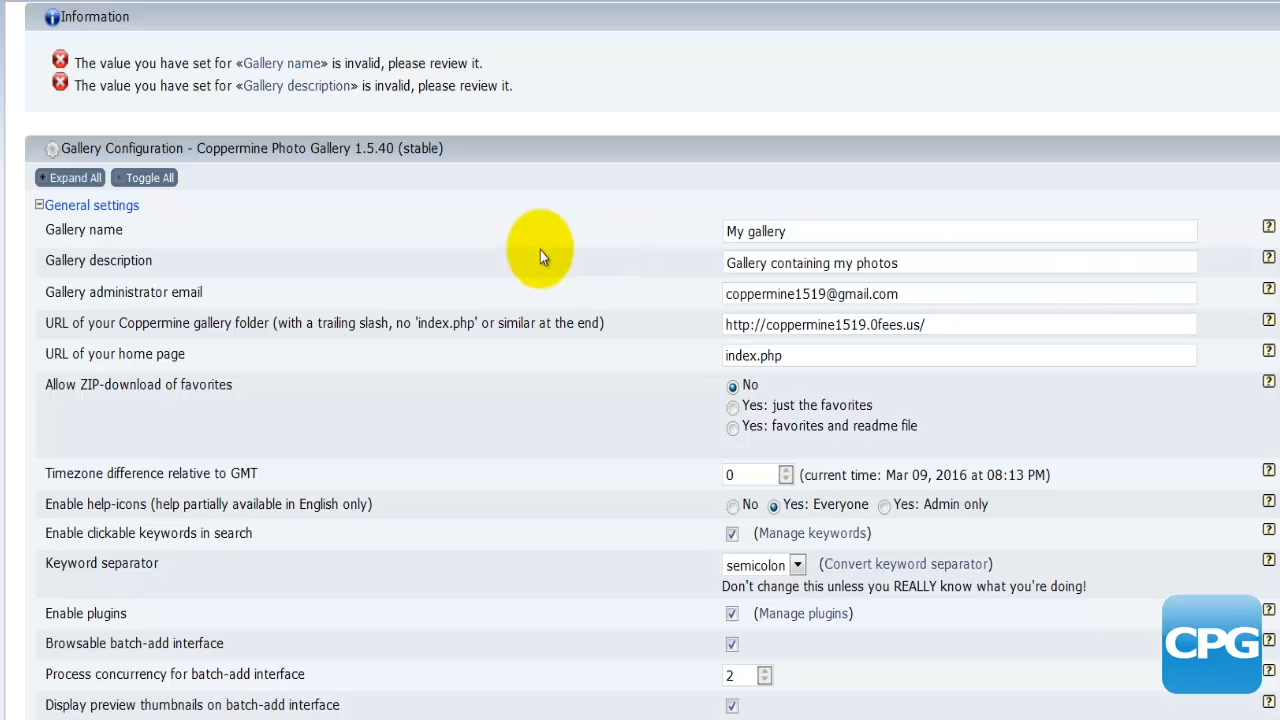 Information
The value you have set for «Gallery name» is invalid, please review it.
The value you have set for «Gallery description» is invalid, please review it.
Gallery Configuration - Coppermine Photo Gallery 1.5.40 (stable)
+ Expand All - Toggle All
General settings
Gallery name My gallery ?
Gallery description Gallery containing my photos ?
Gallery administrator email coppermine1519@gmail.com ?
URL of your Coppermine gallery folder (with a trailing slash, no 'index.php' or similar at the end) http://coppermine1519.0fees.us/ ?
URL of your home page index.php ?
Allow ZIP-download of favorites No ?
Yes: just the favorites
Yes: favorites and readme file
Timezone difference relative to GMT 0 (current time: Mar 09, 2016 at 08:13 PM) ?
Enable help-icons (help partially available in English only) No Yes: Everyone Yes: Admin only ?
Enable clickable keywords in search (Manage keywords) ?
Keyword separator semicolon (Convert keyword separator) ?
Don't change this unless you REALLY know what you're doing!
Enable plugins (Manage plugins) ?
Browsable batch-add interface ?
Process concurrency for batch-add interface 2 ?
Display preview thumbnails on batch-add interface ?
CPG